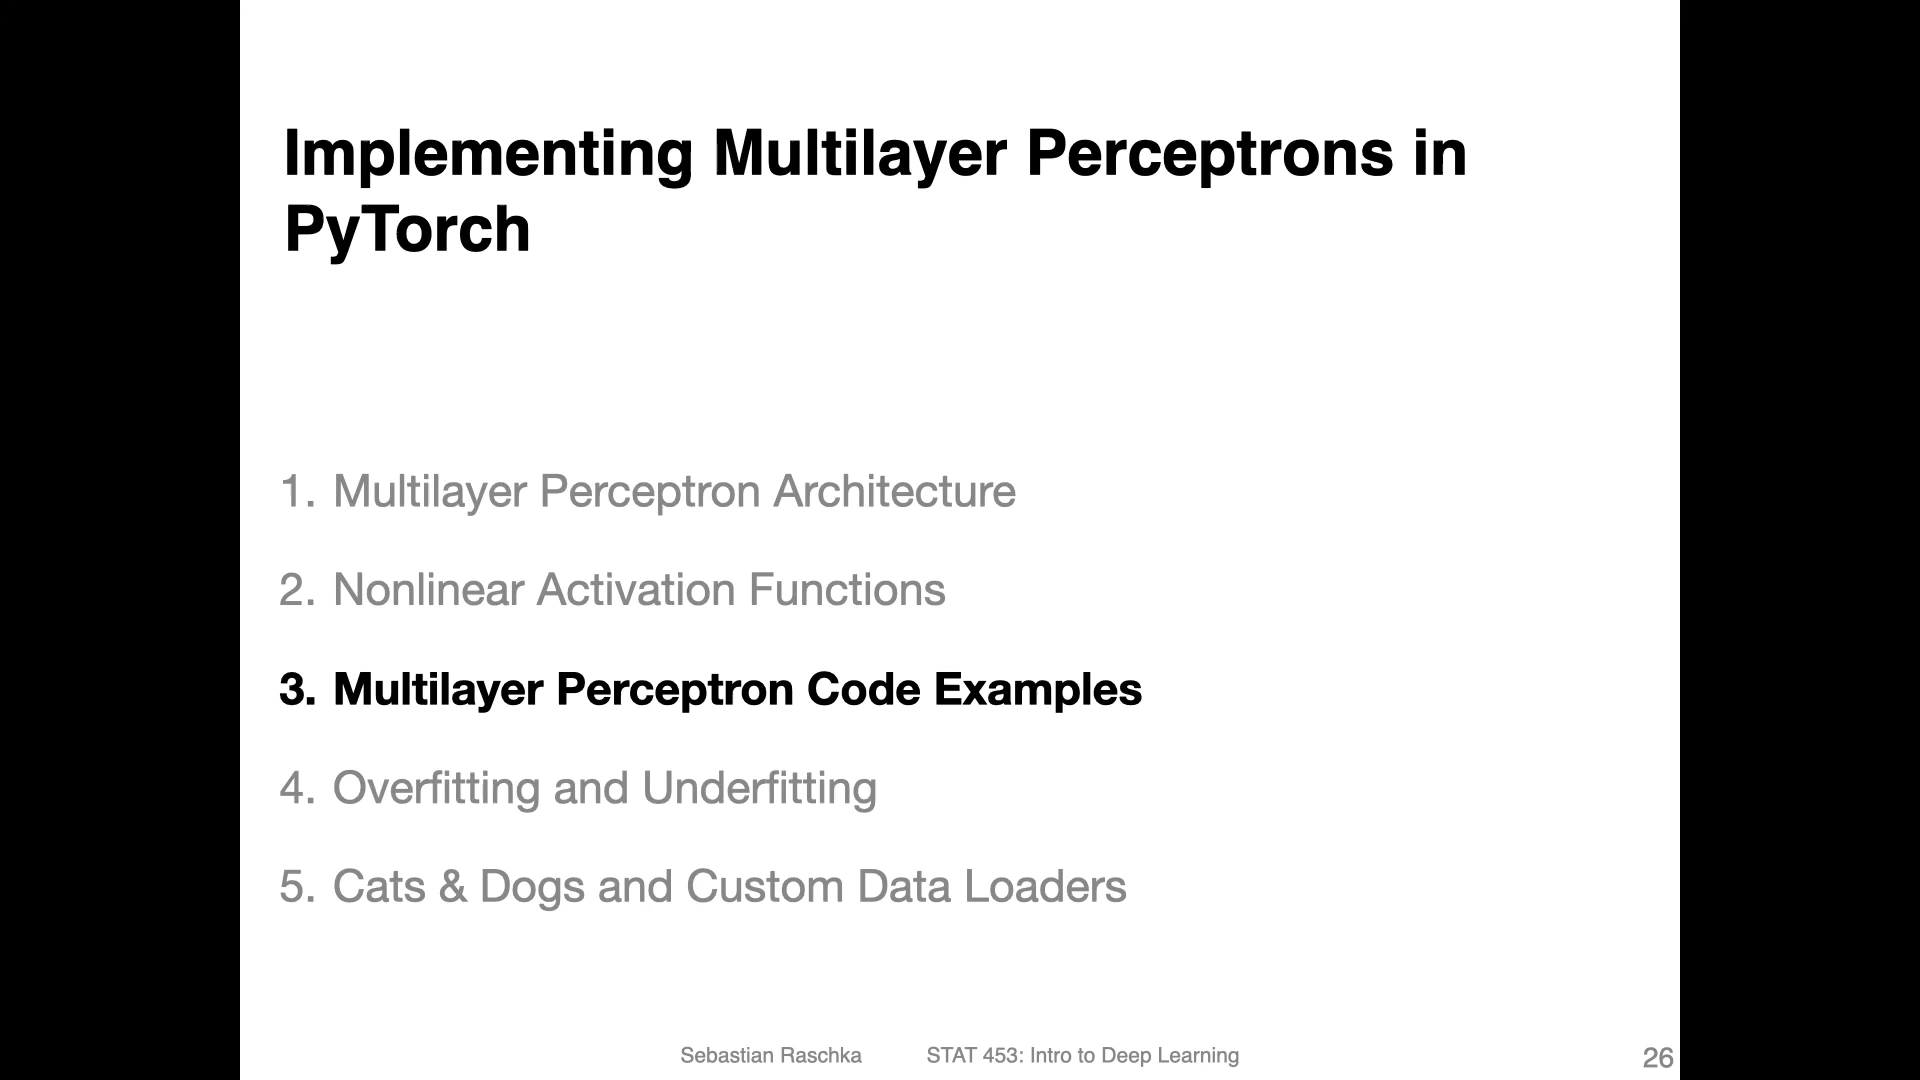 Implementing Multilayer Perceptrons in
PyTorch
1. Multilayer Perceptron Architecture
2. Nonlinear Activation Functions
3. Multilayer Perceptron Code Examples
4. Overfitting and Underfitting
5. Cats & Dogs and Custom Data Loaders
Sebastian Raschka STAT 453: Intro to Deep Learning 26